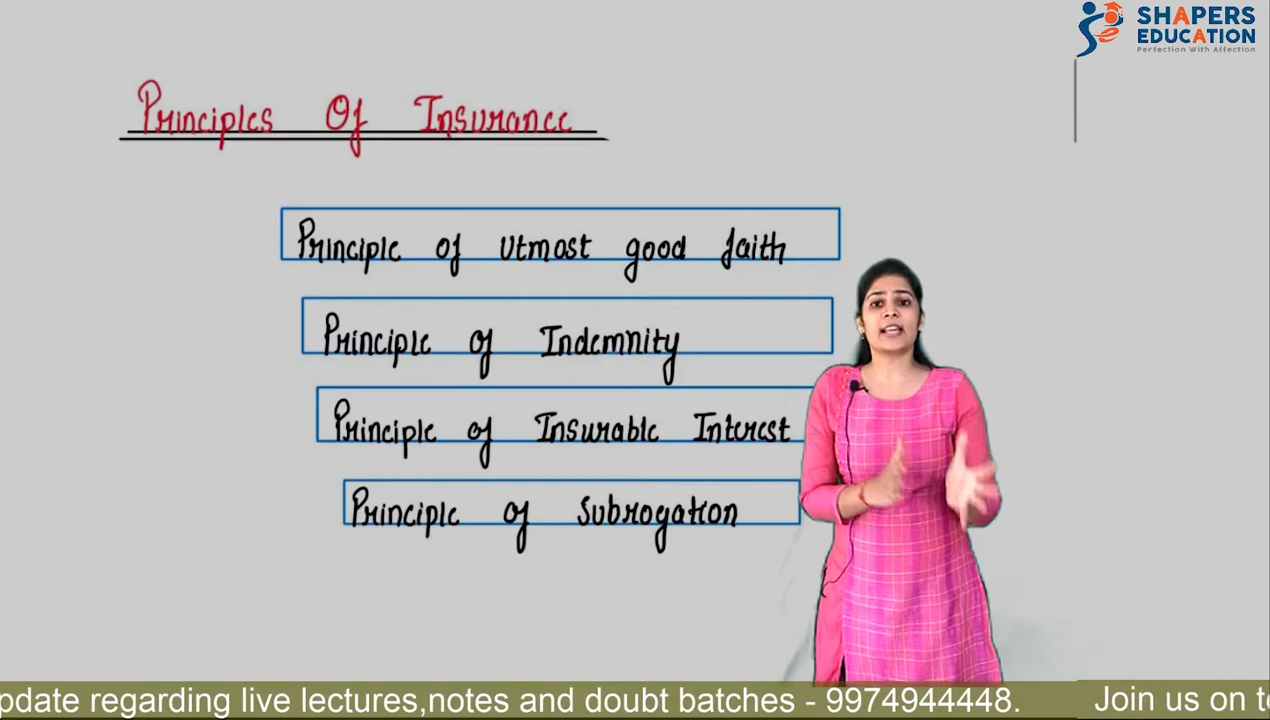 SHAPERS
EDUCATION
Perfection With Affection
Principles Of Insurance
Principle of utmost good faith
Principle of Indemnity
Principle of Insurable Interest
Principle of Subrogation
pdate regarding live lectures,notes and doubt batches - 9974944448. Join us on te